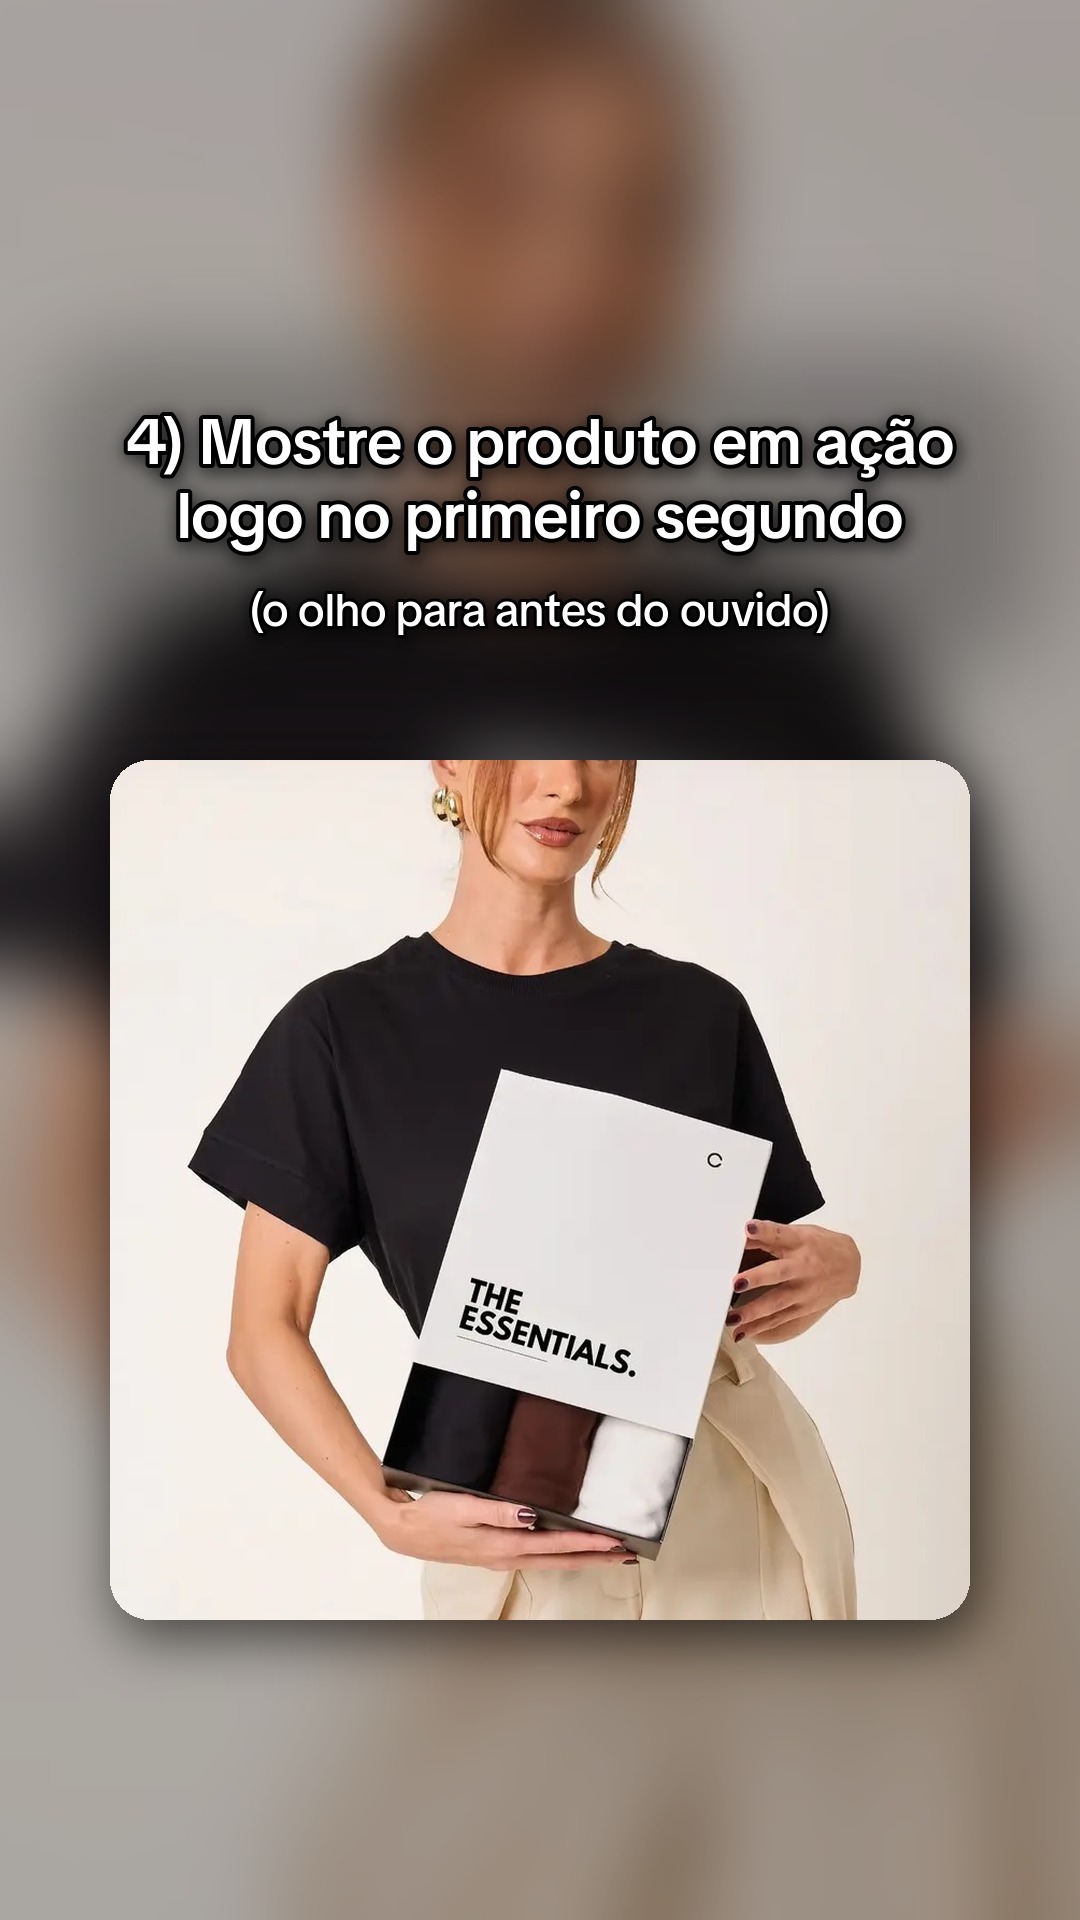 4) Mostre o produto em ação
logo no primeiro segundo
(o olho para antes do ouvido)
THE
ESSENTIALS.